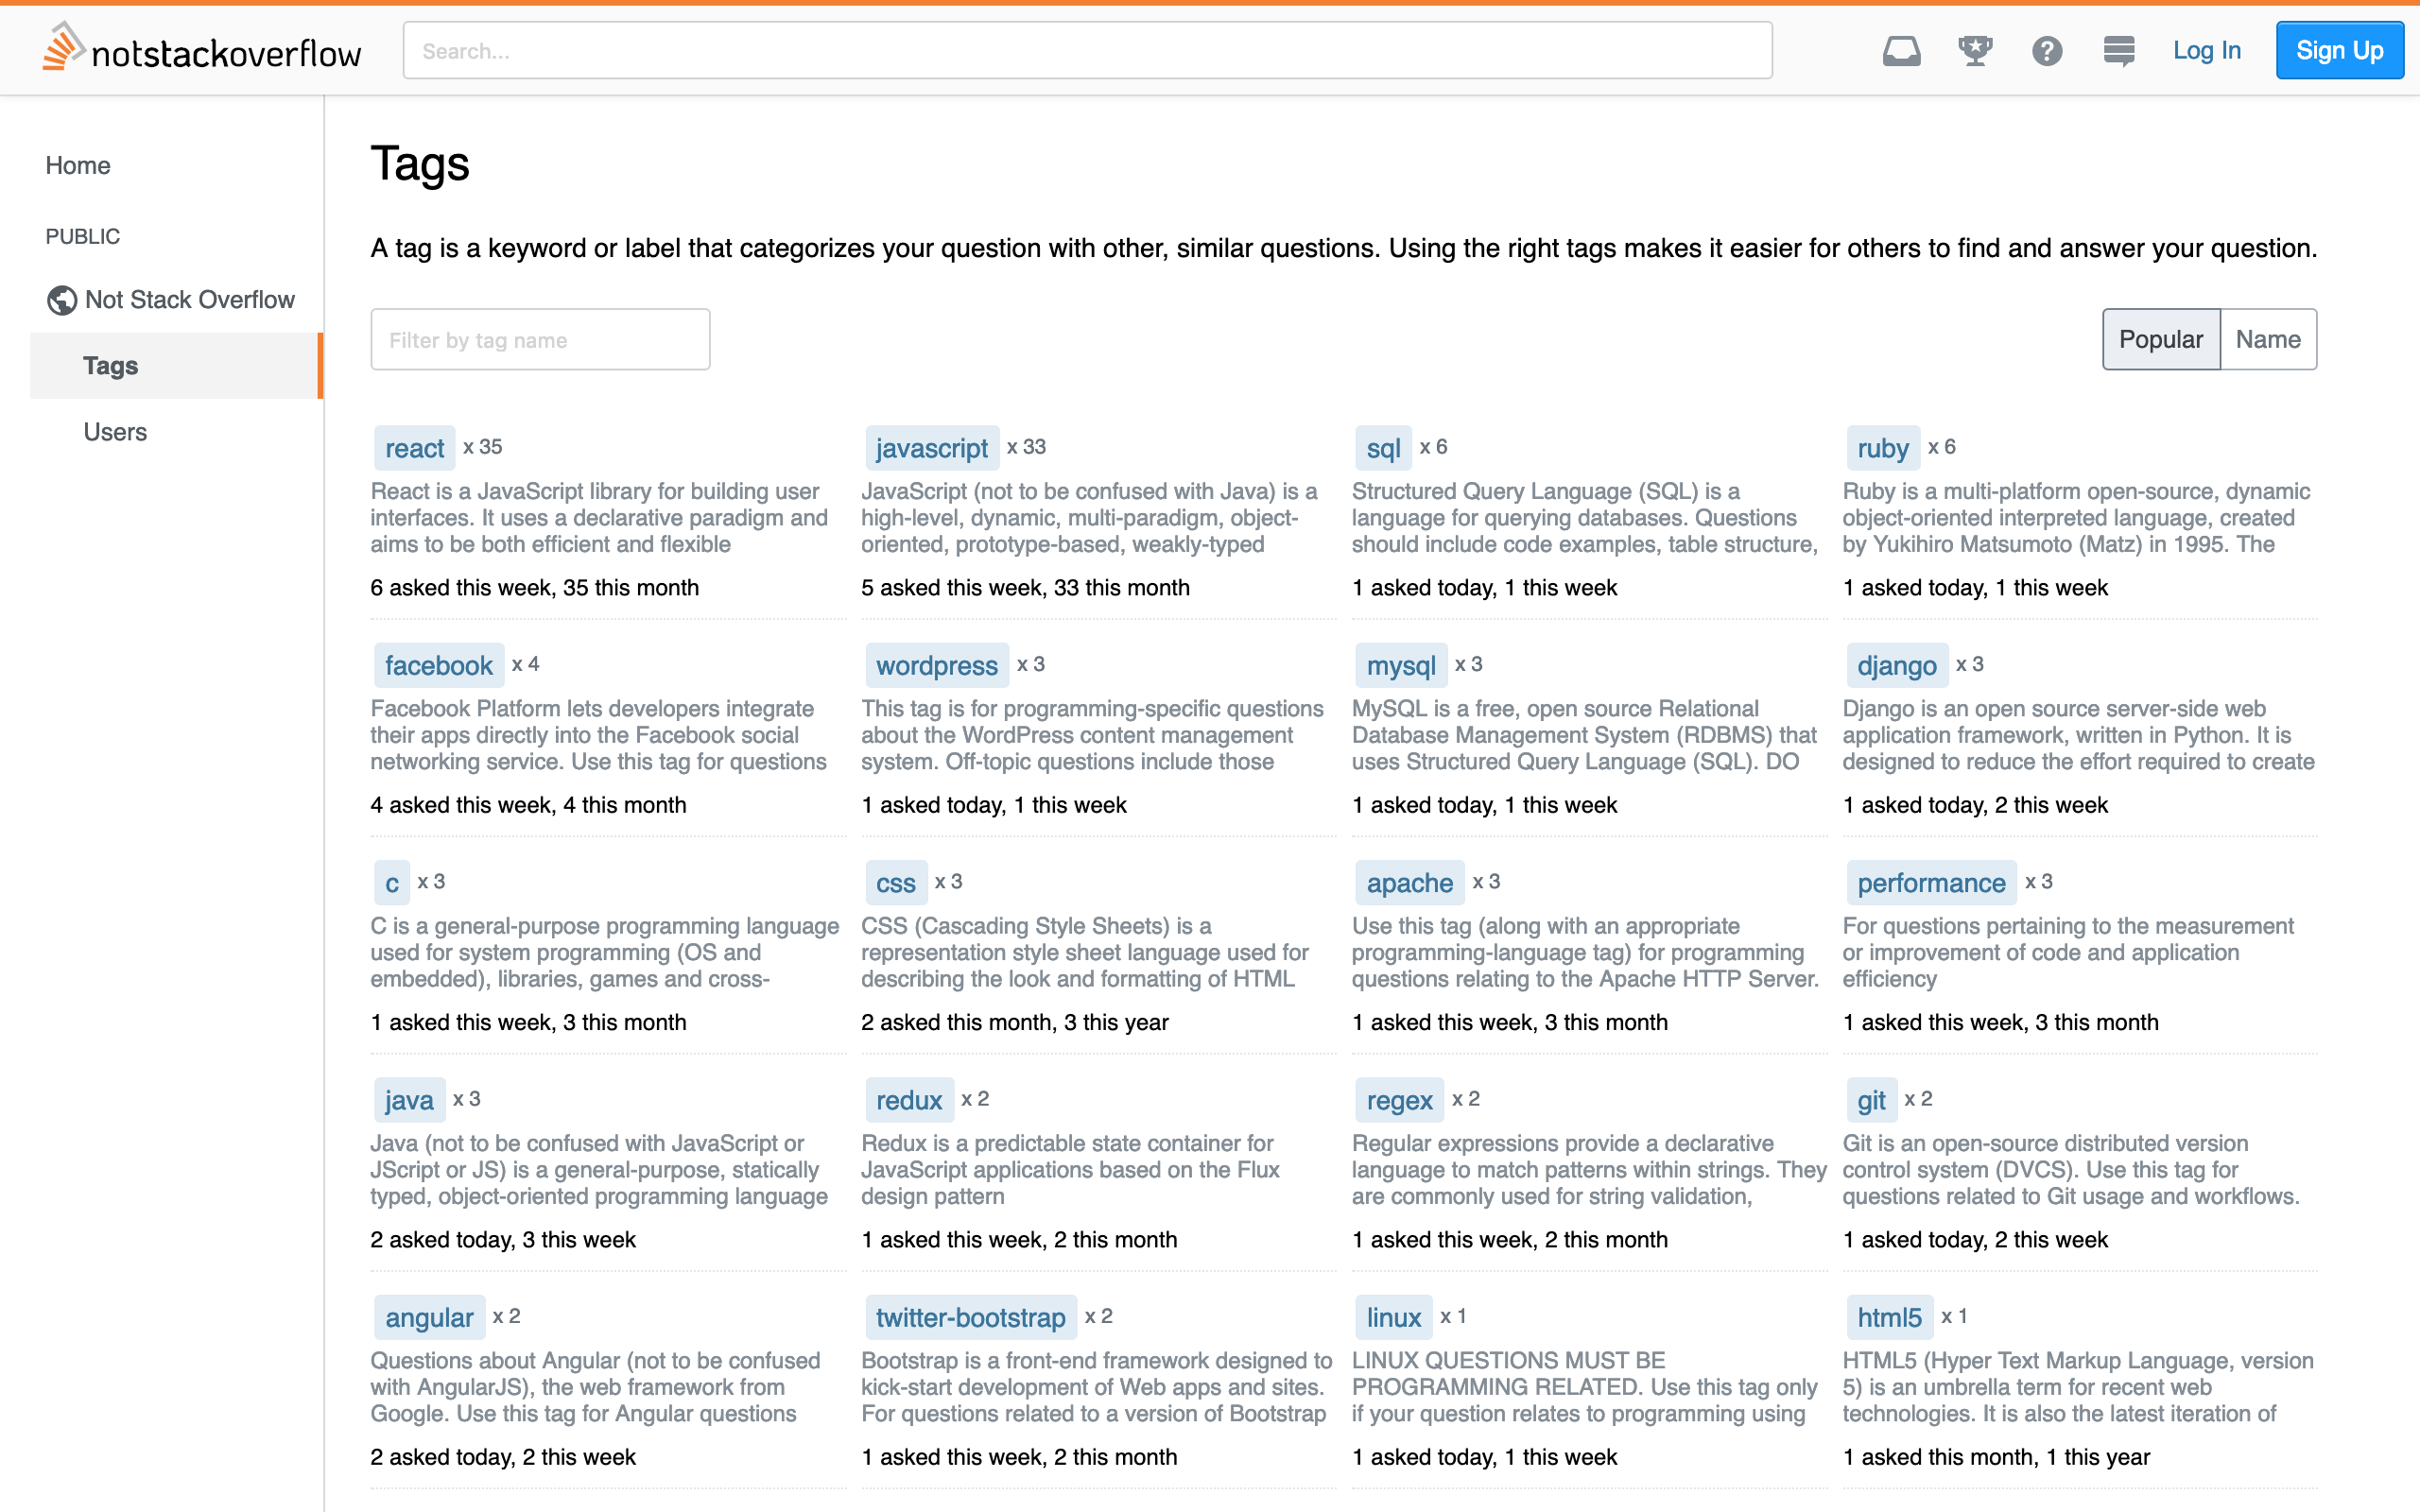 notstackoverflow
Search...
Log In
Sign Up
Home
PUBLIC
Not Stack Overflow
Tags
Users
Tags
A tag is a keyword or label that categorizes your question with other, similar questions. Using the right tags makes it easier for others to find and answer your question.
Filter by tag name
Popular
Name
react x 35
React is a JavaScript library for building user
interfaces. It uses a declarative paradigm and
aims to be both efficient and flexible
6 asked this week, 35 this month
javascript x 33
JavaScript (not to be confused with Java) is a
high-level, dynamic, multi-paradigm, object-
oriented, prototype-based, weakly-typed
5 asked this week, 33 this month
sql x 6
Structured Query Language (SQL) is a
language for querying databases. Questions
should include code examples, table structure,
1 asked today, 1 this week
ruby x 6
Ruby is a multi-platform open-source, dynamic
object-oriented interpreted language, created
by Yukihiro Matsumoto (Matz) in 1995. The
1 asked today, 1 this week
facebook x 4
Facebook Platform lets developers integrate
their apps directly into the Facebook social
networking service. Use this tag for questions
4 asked this week, 4 this month
wordpress x 3
This tag is for programming-specific questions
about the WordPress content management
system. Off-topic questions include those
1 asked today, 1 this week
mysql x 3
MySQL is a free, open source Relational
Database Management System (RDBMS) that
uses Structured Query Language (SQL). DO
1 asked today, 1 this week
django x 3
Django is an open source server-side web
application framework, written in Python. It is
designed to reduce the effort required to create
1 asked today, 2 this week
c x 3
C is a general-purpose programming language
used for system programming (OS and
embedded), libraries, games and cross-
1 asked this week, 3 this month
css x 3
CSS (Cascading Style Sheets) is a
representation style sheet language used for
describing the look and formatting of HTML
2 asked this month, 3 this year
apache x 3
Use this tag (along with an appropriate
programming-language tag) for programming
questions relating to the Apache HTTP Server.
1 asked this week, 3 this month
performance x 3
For questions pertaining to the measurement
or improvement of code and application
efficiency
1 asked this week, 3 this month
java x 3
Java (not to be confused with JavaScript or
JScript or JS) is a general-purpose, statically
typed, object-oriented programming language
2 asked today, 3 this week
redux x 2
Redux is a predictable state container for
JavaScript applications based on the Flux
design pattern
1 asked this week, 2 this month
regex x 2
Regular expressions provide a declarative
language to match patterns within strings. They
are commonly used for string validation,
1 asked this week, 2 this month
git x 2
Git is an open-source distributed version
control system (DVCS). Use this tag for
questions related to Git usage and workflows.
1 asked today, 2 this week
angular x 2
Questions about Angular (not to be confused
with AngularJS), the web framework from
Google. Use this tag for Angular questions
2 asked today, 2 this week
twitter-bootstrap x 2
Bootstrap is a front-end framework designed to
kick-start development of Web apps and sites.
For questions related to a version of Bootstrap
1 asked this week, 2 this month
linux x 1
LINUX QUESTIONS MUST BE
PROGRAMMING RELATED. Use this tag only
if your question relates to programming using
1 asked today, 1 this week
html5 x 1
HTML5 (Hyper Text Markup Language, version
5) is an umbrella term for recent web
technologies. It is also the latest iteration of
1 asked this month, 1 this year